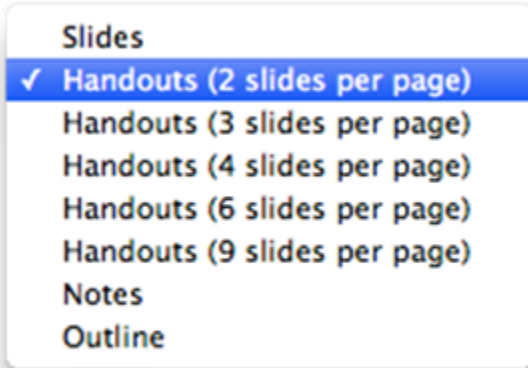 Slides
✓ Handouts (2 slides per page)
Handouts (3 slides per page)
Handouts (4 slides per page)
Handouts (6 slides per page)
Handouts (9 slides per page)
Notes
Outline